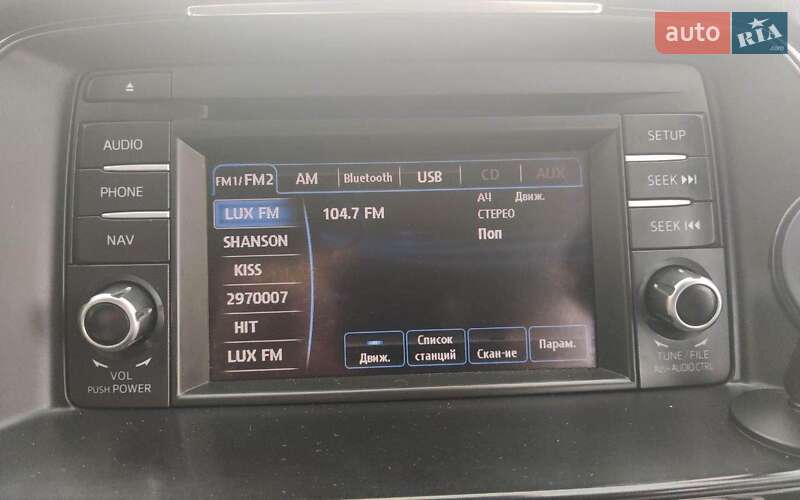 auto RIA
AUDIO
SETUP
PHONE
SEEK
NAV
SEEK
FM1/FM2 AM Bluetooth USB CD AUX
LUX FM 104.7 FM АЧ Движ.
SHANSON СТЕРЕО
KISS Поп
2970007
HIT
LUX FM
Движ. Список станций Скан-ие Парам.
VOL
PUSH POWER
TUNE FILE
AUDIO CTRL